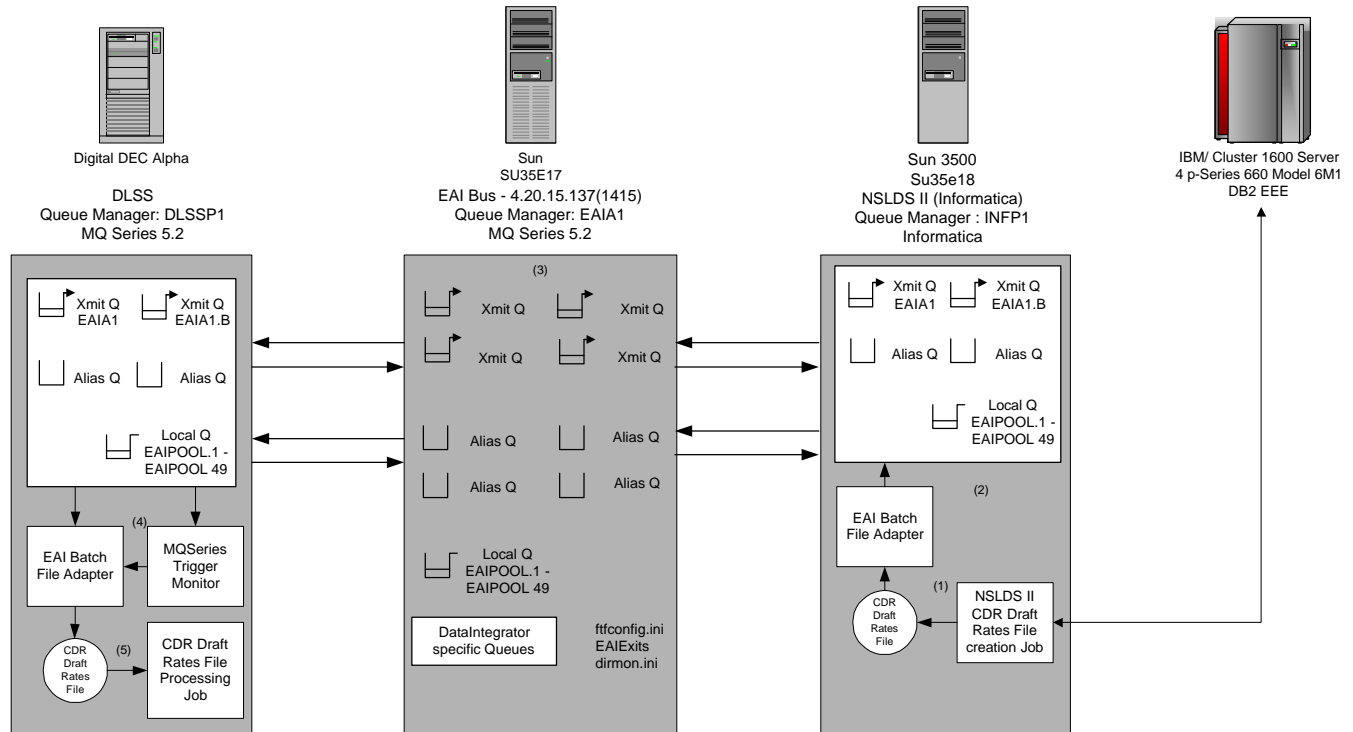 Digital DEC Alpha
DLSS
Queue Manager: DLSSP1
MQ Series 5.2
Xmit Q
EAIA1
Xmit Q
EAIA1.B
Alias Q
Alias Q
Local Q
EAIPOOL.1 -
EAIPOOL 49
(4)
EAI Batch
File Adapter
MQSeries
Trigger
Monitor
CDR
Draft
Rates
File
(5)
CDR Draft
Rates File
Processing
Job
Sun
SU35E17
EAI Bus - 4.20.15.137(1415)
Queue Manager: EAIA1
MQ Series 5.2
(3)
Xmit Q
Xmit Q
Xmit Q
Xmit Q
Alias Q
Alias Q
Alias Q
Alias Q
Local Q
EAIPOOL.1 -
EAIPOOL 49
DataIntegrator
specific Queues
ftfconfig.ini
EAIExits
dirmon.ini
Sun 3500
Su35e18
NSLDS II (Informatica)
Queue Manager : INFP1
Informatica
Xmit Q
EAIA1
Xmit Q
EAIA1.B
Alias Q
Alias Q
Local Q
EAIPOOL.1 -
EAIPOOL 49
(2)
EAI Batch
File Adapter
(1)
CDR
Draft
Rates
File
NSLDS II
CDR Draft
Rates File
creation Job
IBM/ Cluster 1600 Server
4 p-Series 660 Model 6M1
DB2 EEE